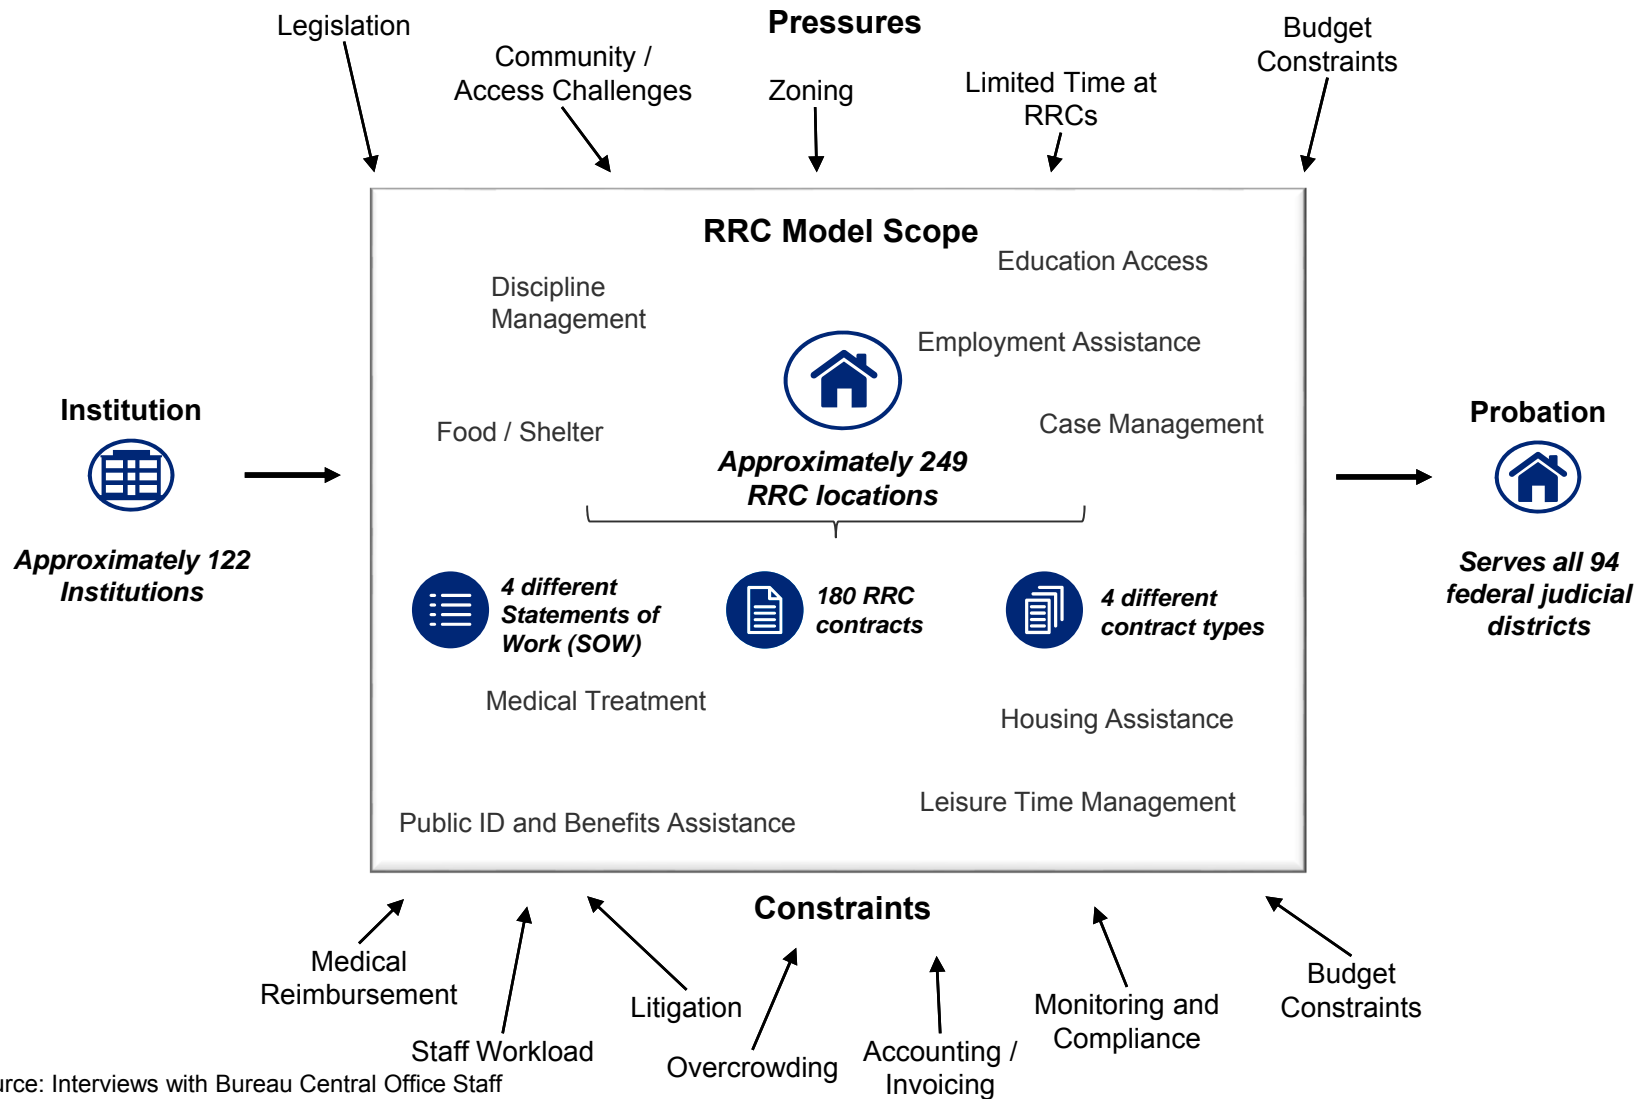 Pressures
Legislation
Community /
Access Challenges
Zoning
Limited Time at
RRCs
Budget
Constraints
RRC Model Scope
Education Access
Discipline
Management
Employment Assistance
Food / Shelter
Case Management
Approximately 249
RRC locations
Institution
Approximately 122
Institutions
Probation
Serves all 94
federal judicial
districts
4 different
Statements of
Work (SOW)
180 RRC
contracts
4 different
contract types
Medical Treatment
Housing Assistance
Leisure Time Management
Public ID and Benefits Assistance
Constraints
Medical
Reimbursement
Staff Workload
Litigation
Overcrowding
Accounting /
Invoicing
Monitoring and
Compliance
Budget
Constraints
urce: Interviews with Bureau Central Office Staff